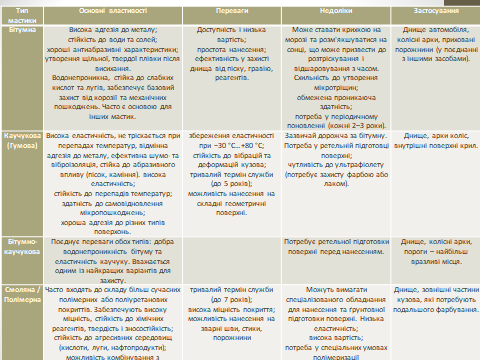 Тип мастики
Основні властивості
Переваги
Недоліки
Застосування
Бітумна
Висока адгезія до металу;
стійкість до води та солей;
хороші антиабразивні характеристики;
утворення щільної, твердої плівки після
висихання.
Водонепроникна, стійка до слабких
кислот та лугів, забезпечує базовий
захист від корозії та механічних
пошкоджень. Часто є основою для
інших мастик.
Доступність і низька
вартість;
простота нанесення;
ефективність у захисті
днища від піску, гравію,
реагентів.
Може ставати крихкою на
морозі та розм'якшуватися на
сонці, що може призвести до
розтріскування і
відшаровування з часом.
Схильність до утворення
мікротріщин;
обмежена проникаюча
здатність;
потреба у періодичному
поновленні (кожні 2–3 роки).
Днище автомобіля,
колісні арки, приховані
порожнини (у поєднанні
з іншими засобами).
Каучукова
(Гумова)
Висока еластичність, не тріскається при
перепадах температур, відмінна
адгезія до металу, ефективна шумо- та
віброізоляція, стійка до абразивного
впливу (пісок, каміння). висока
еластичність;
стійкість до перепадів температур;
здатність до самовідновлення
мікропошкоджень;
хороша адгезія до різних типів
поверхонь.
збереження еластичності
при −30 °C…+80 °C;
стійкість до вібрацій та
деформацій кузова;
тривалий термін служби
(до 5 років);
можливість нанесення на
складні геометричні
поверхні.
Зазвичай дорожча за бітумну.
Потреба у ретельній підготовці
поверхні;
чутливість до ультрафіолету
(потребує захисту фарбою або
лаком).
Днище, арки коліс,
внутрішні поверхні крил.
Бітумно-
каучукова
Поєднує переваги обох типів: добра
водонепроникність бітуму та
еластичність каучуку. Вважається
одним із найкращих варіантів для
захисту.
Потребує ретельної підготовки
поверхні перед нанесенням.
Днище, колісні арки,
пороги – найбільш
вразливі місця.
Смоляна /
Полімерна
Часто входять до складу більш сучасних
полімерних або поліуретанових
покриттів. Забезпечують високу
міцність, стійкість до хімічних
реагентів, твердість і зносостійкість;
стійкість до агресивних середовищ
(кислоти, луги, нафтопродукти);
можливість комбінування з
тривалий термін служби
(до 7 років);
висока міцність покриття;
можливість нанесення на
зварні шви, стики,
порожнини
Можуть вимагати
спеціалізованого обладнання
для нанесення та ґрунтовної
підготовки поверхні. Низька
еластичність;
висока вартість;
потреба у спеціальних умовах
полімеризації
Днище, зовнішні частини
кузова, які потребують
подальшого фарбування.